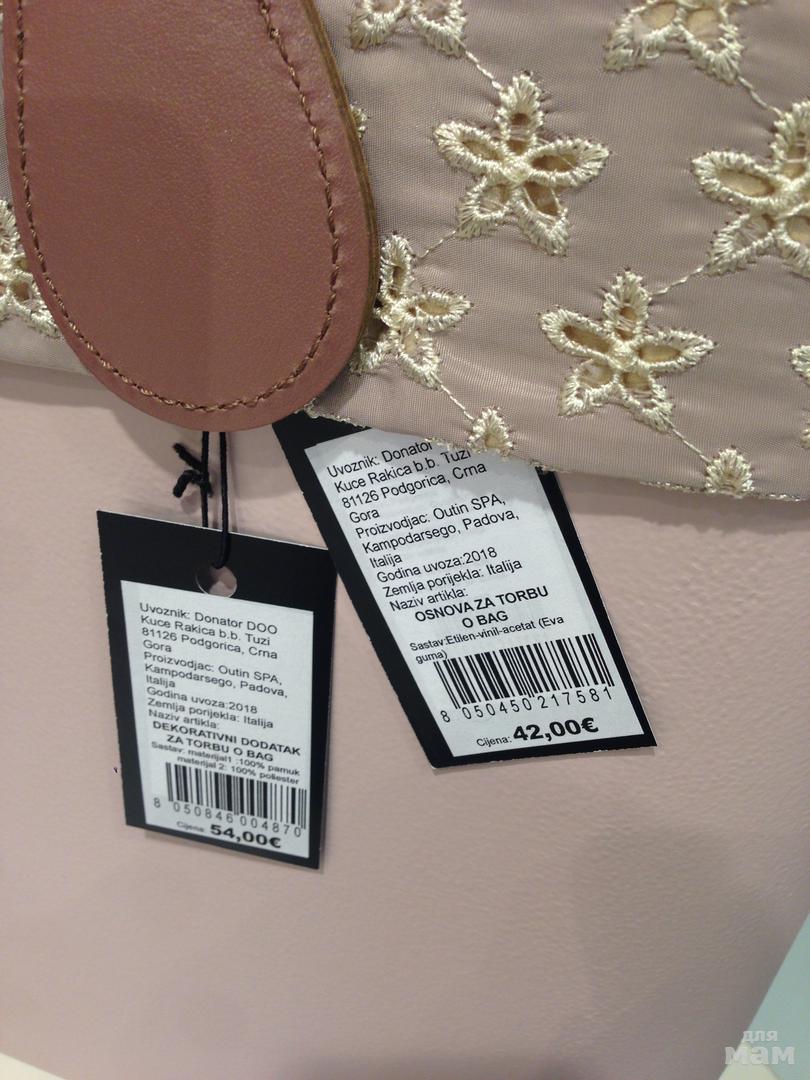 Uvoznik: Donator DOO
Kuce Rakica b.b. Tuzi
81126 Podgorica, Crna
Gora
Proizvodjac: Outin SPA,
Kampodarsego, Padova,
Italija
Godina uvoza:2018
Zemlja porijekla: Italija
Naziv artikla:
DEKORATIVNI DODATAK
ZA TORBU O BAG
Sastav: materijal1 :100% pamuk
materijal 2: 100% poliester
8 050846 004870
Cijena: 54,00€
Uvoznik: Donator
Kuce Rakica b.b. Tuzi
81126 Podgorica, Crna
Gora
Proizvodjac: Outin SPA,
Kampodarsego, Padova,
Italija
Godina uvoza:2018
Zemlja porijekla: Italija
Naziv artikla:
OSNOVA ZA TORBU
O BAG
Sastav:Etilen-vinil-acetat (Eva
guma)
8 050450 217581
Cijena: 42,00€
для
мам